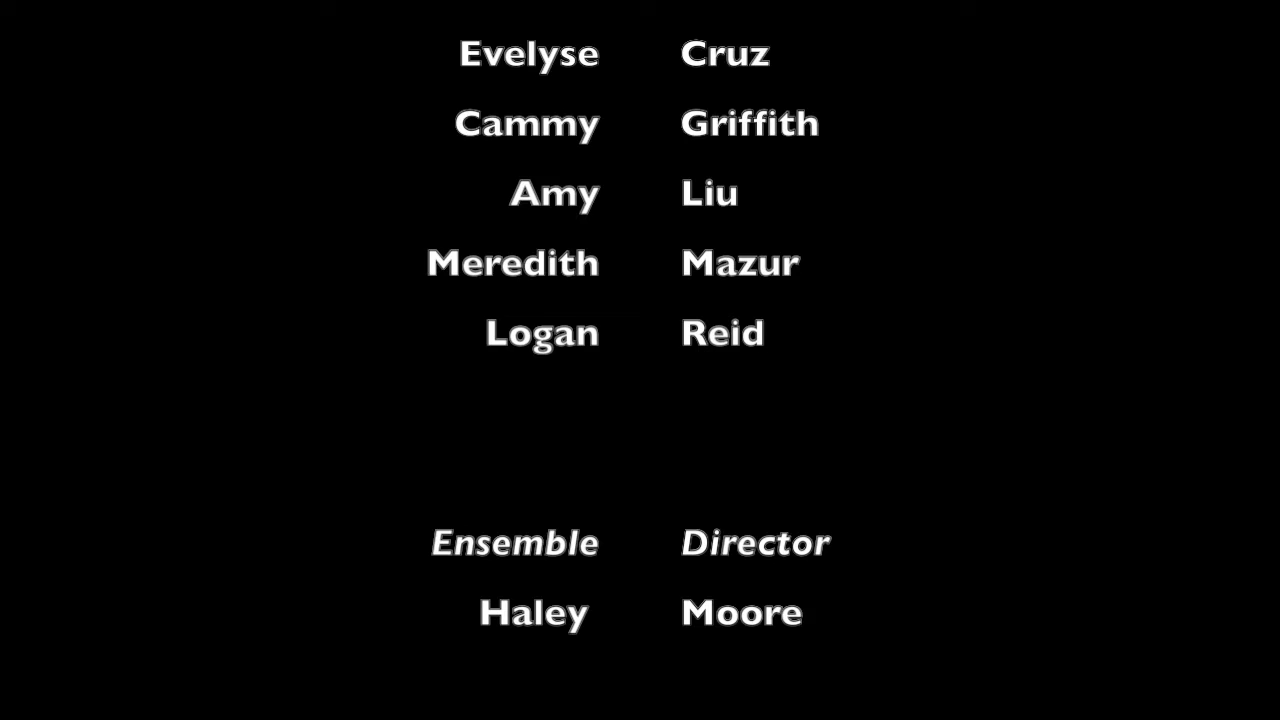 Evelyse Cruz
Cammy Griffith
Amy Liu
Meredith Mazur
Logan Reid
Ensemble Director
Haley Moore